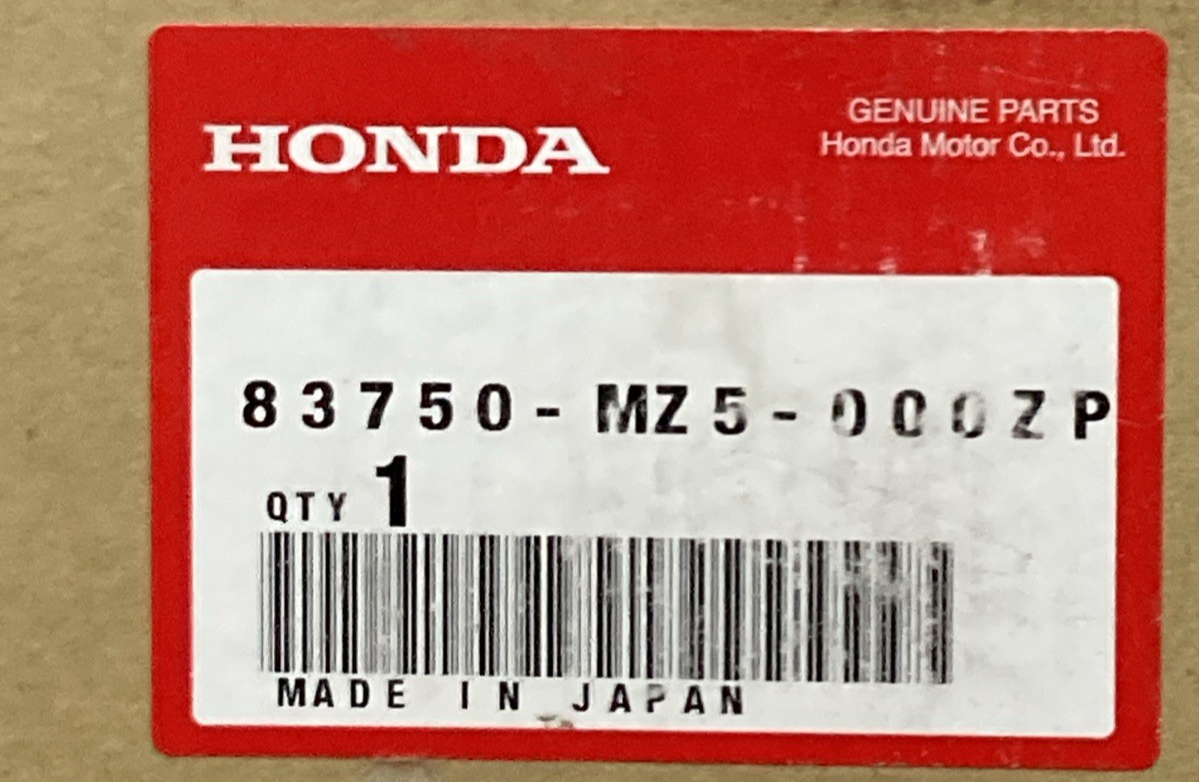 HONDA
GENUINE PARTS
Honda Motor Co., Ltd.
83750-MZ5-000ZP
QTY 1
MADE IN JAPAN